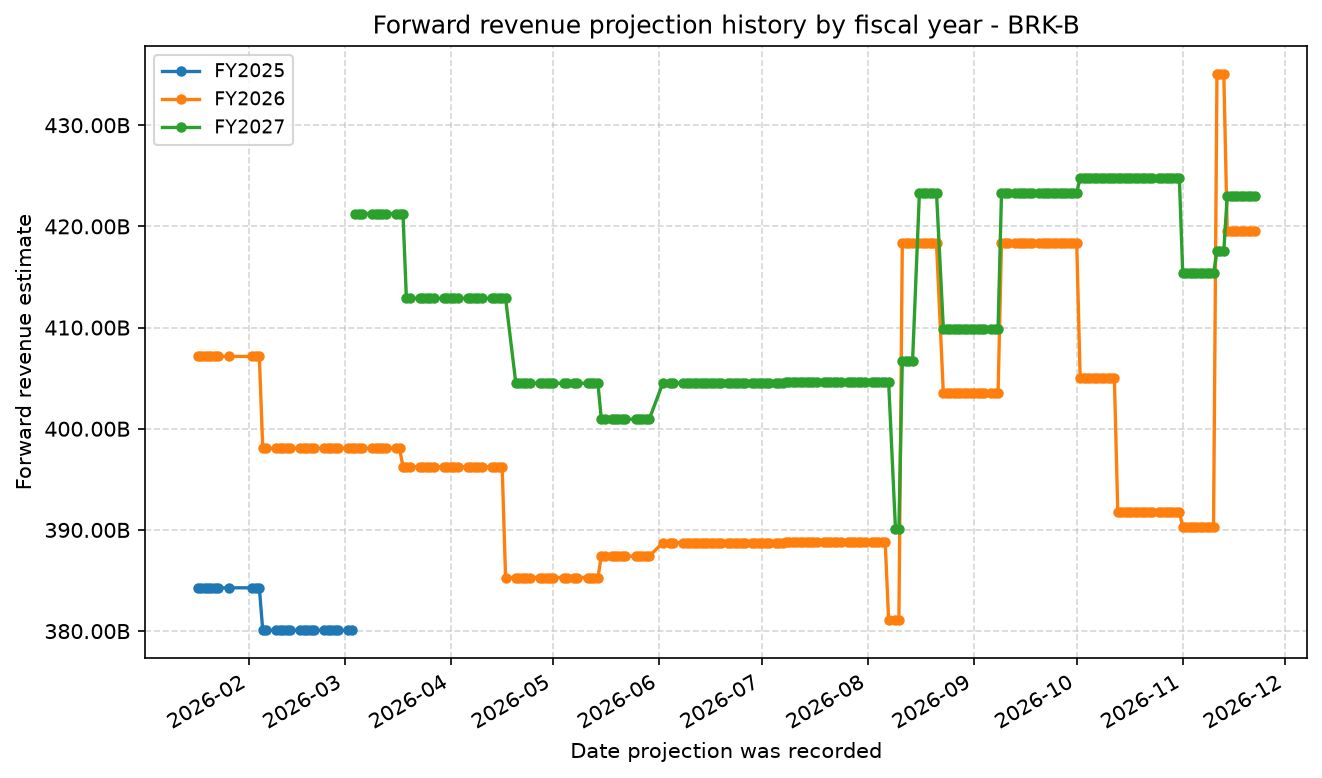 Forward revenue projection history by fiscal year - BRK-B
FY2025
FY2026
FY2027
Forward revenue estimate
430.00B
420.00B
410.00B
400.00B
390.00B
380.00B
2026-02
2026-03
2026-04
2026-05
2026-06
2026-07
2026-08
2026-09
2026-10
2026-11
2026-12
Date projection was recorded